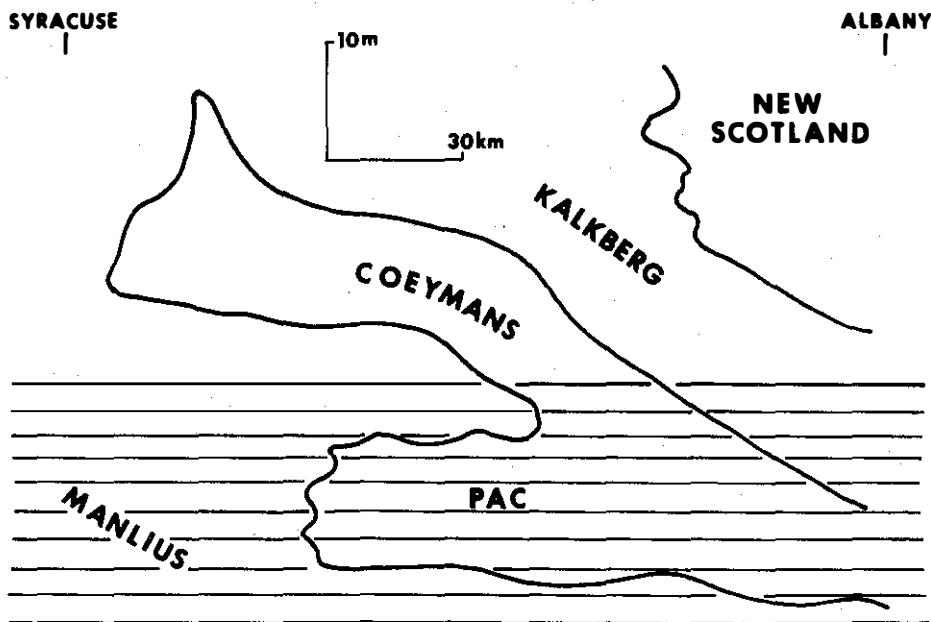 SYRACUSE
ALBANY
10m
30km
NEW
SCOTLAND
KALKBERG
COEYMANS
PAC
MANLIUS